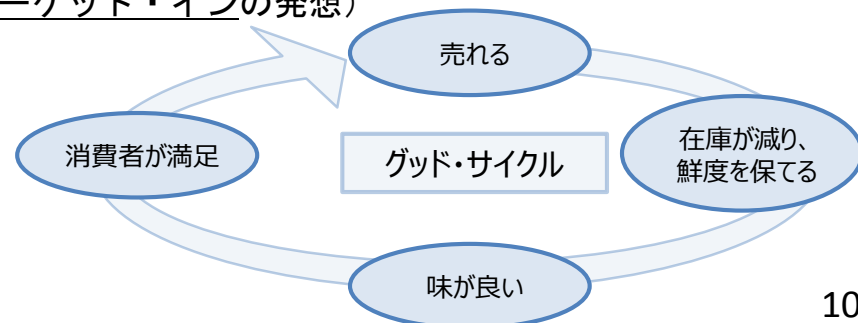 ーケット・インの発想）
売れる
在庫が減り、
鮮度を保てる
味が良い
消費者が満足
グッド・サイクル
10